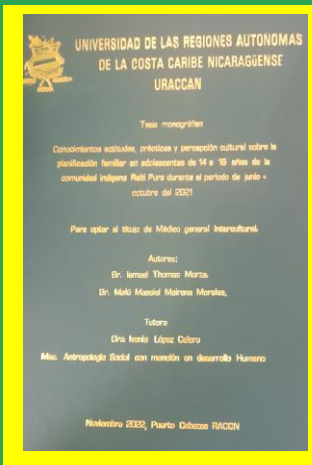 UNIVERSIDAD DE LAS REGIONES AUTONOMAS
DE LA COSTA CARIBE NICARAGÜENSE
URACCAN
Tesis monográfica
Conocimientos actitudes, prácticas y percepción cultural sobre la
planificación familiar en adolescentes de 14 a 18 años de la
comunidad indígena Raiti Pura durante el periodo de junio -
octubre del 2021
Para optar al título de Médico general Intercultural.
Autores:
Br. Ismael Thomas Morza.
Br. Malú Massiel Mairena Morales,
Tutora
Dra Ivania López Calero
Msc. Antropología Social con mención en desarrollo Humano
Noviembre 2022, Puerto Cabezas RACCN